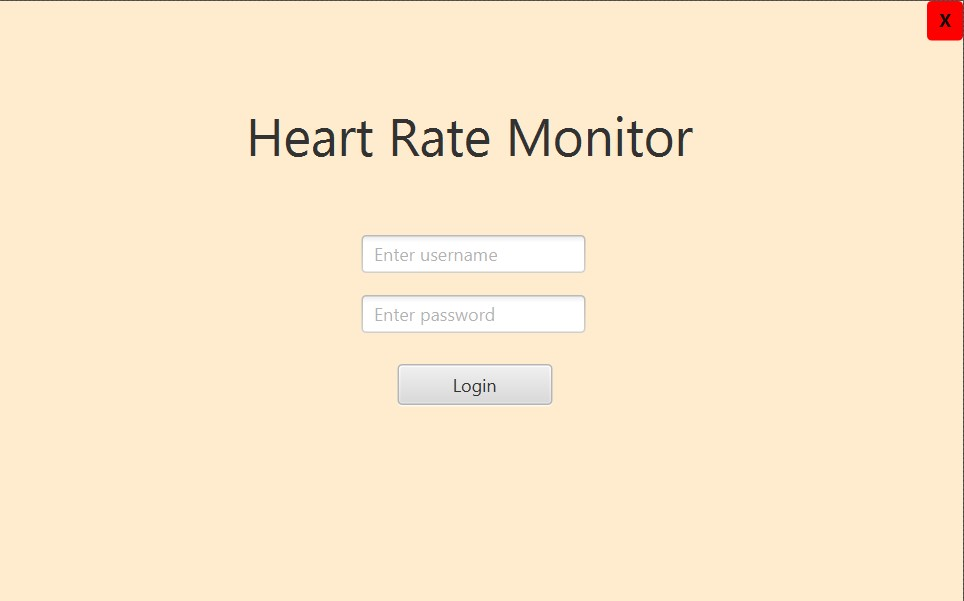 X
Heart Rate Monitor
Enter username
Enter password
Login